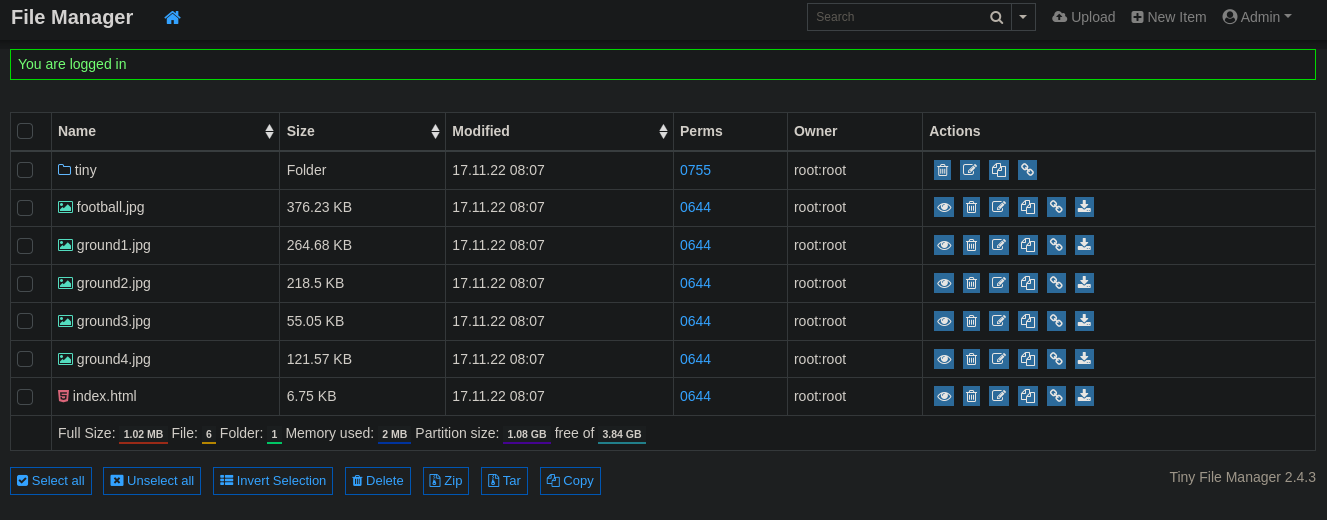 File Manager Search Upload New Item Admin
You are logged in
Name Size Modified Perms Owner Actions
tiny Folder 17.11.22 08:07 0755 root:root
football.jpg 376.23 KB 17.11.22 08:07 0644 root:root
ground1.jpg 264.68 KB 17.11.22 08:07 0644 root:root
ground2.jpg 218.5 KB 17.11.22 08:07 0644 root:root
ground3.jpg 55.05 KB 17.11.22 08:07 0644 root:root
ground4.jpg 121.57 KB 17.11.22 08:07 0644 root:root
index.html 6.75 KB 17.11.22 08:07 0644 root:root
Full Size: 1.02 MB File: 6 Folder: 1 Memory used: 2 MB Partition size: 1.08 GB free of 3.84 GB
Select all Unselect all Invert Selection Delete Zip Tar Copy Tiny File Manager 2.4.3